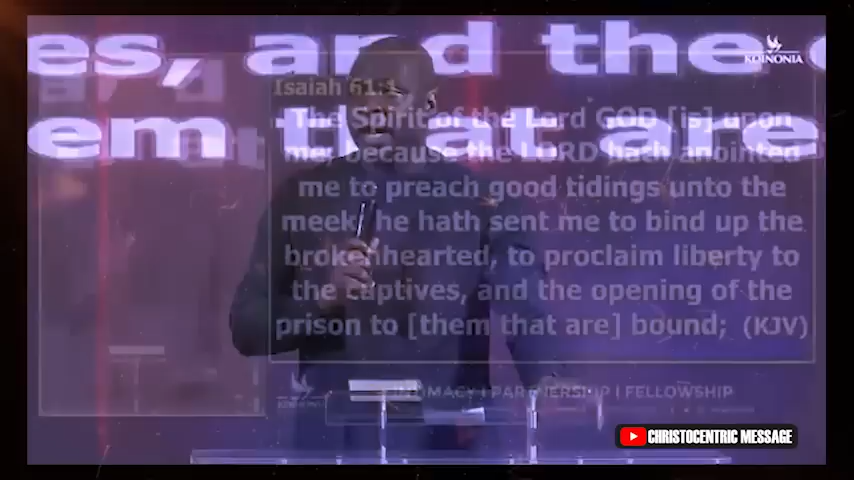 es, and the
em that are
KOINONIA
Isaiah 61:1
The Spirit of the Lord GOD [is] upon
me; because the LORD hath anointed
me to preach good tidings unto the
meek; he hath sent me to bind up the
brokenhearted, to proclaim liberty to
the captives, and the opening of the
prison to [them that are] bound; (KJV)
KOINONIA
INTIMACY | PARTNERSHIP | FELLOWSHIP
CHRISTOCENTRIC MESSAGE